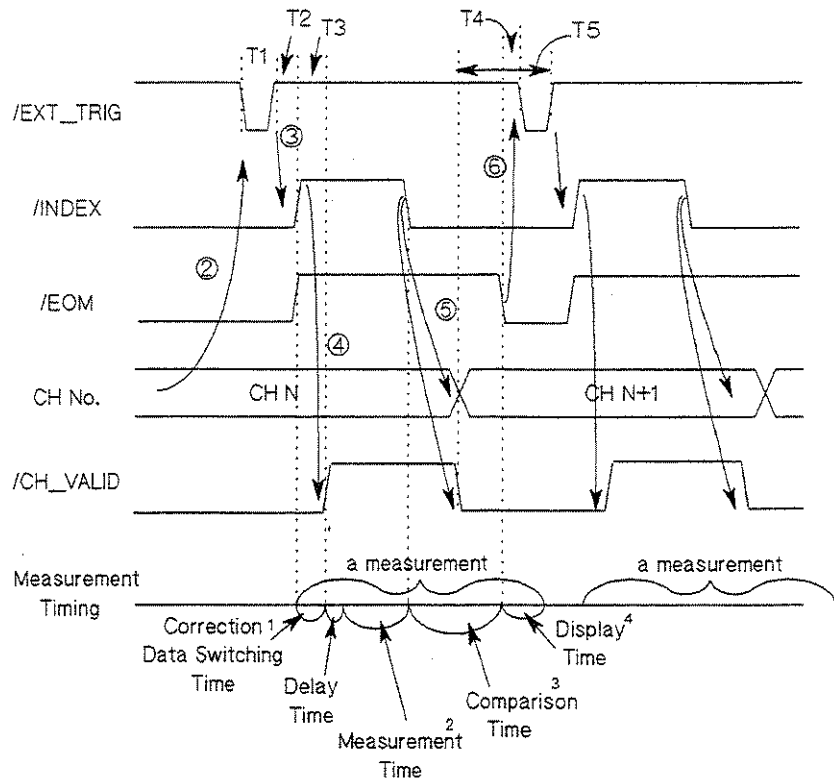 T4
T2
T3
T1
T5
/EXT_TRIG
③
⑥
/INDEX
②
/EOM
⑤
④
CH No.
CH N
CH N+1
/CH_VALID
a measurement
a measurement
Measurement
Timing
Correction 1
Data Switching
Time
Delay
Time
Measurement 2
Time
Comparison 3
Time
Display 4
Time